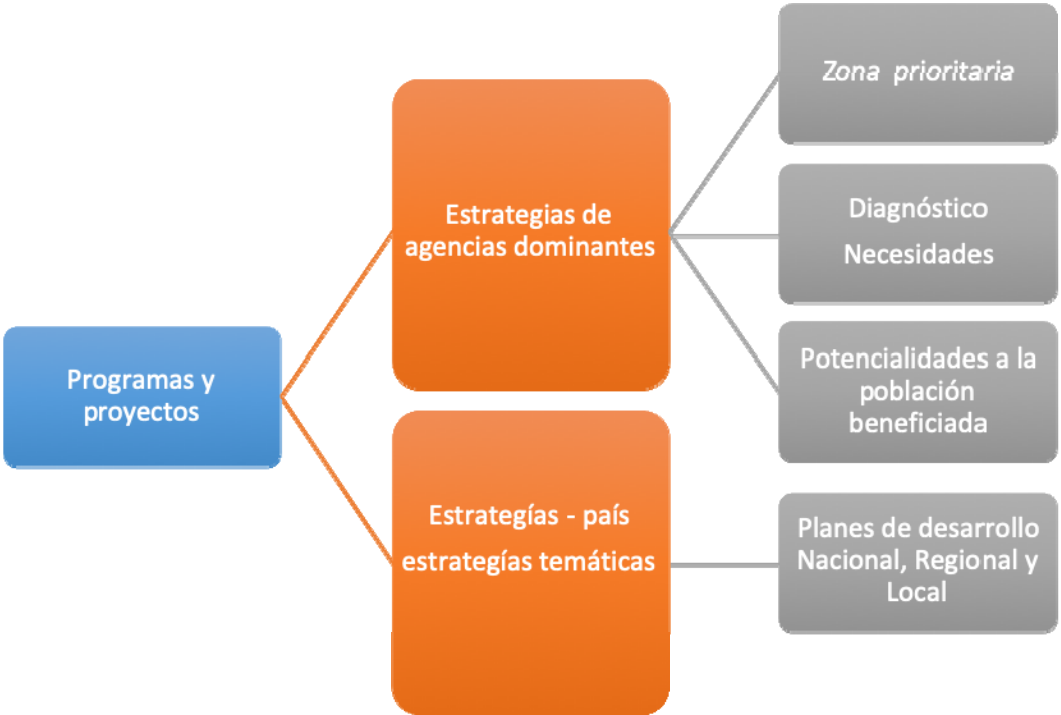 Programas y
proyectos
Estrategias de
agencias dominantes
Zona prioritaria
Diagnóstico
Necesidades
Potencialidades a la
población
beneficiada
Estrategías - país
estrategías temáticas
Planes de desarrollo
Nacional, Regional y
Local